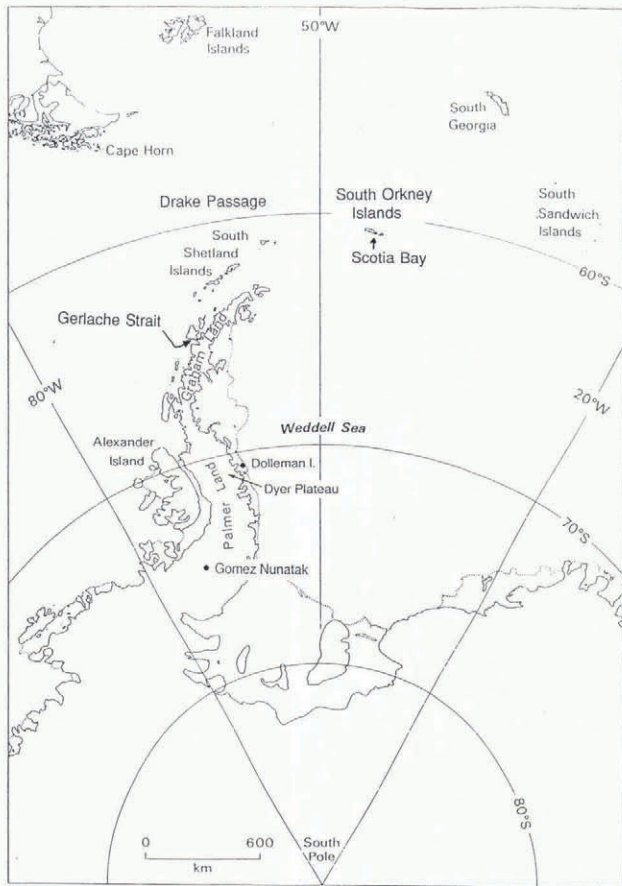 50°W
Falkland
Islands
South
Georgia
Cape Horn
Drake Passage
South Orkney
Islands
South
Sandwich
Islands
South
Shetland
Islands
Scotia Bay
60°S
Gerlache Strait
Graham Land
80°W
20°W
Weddell Sea
Alexander
Island
Dolleman I.
Dyer Plateau
Palmer Land
70°S
Gomez Nunatak
80°S
0 600
km
South
Pole